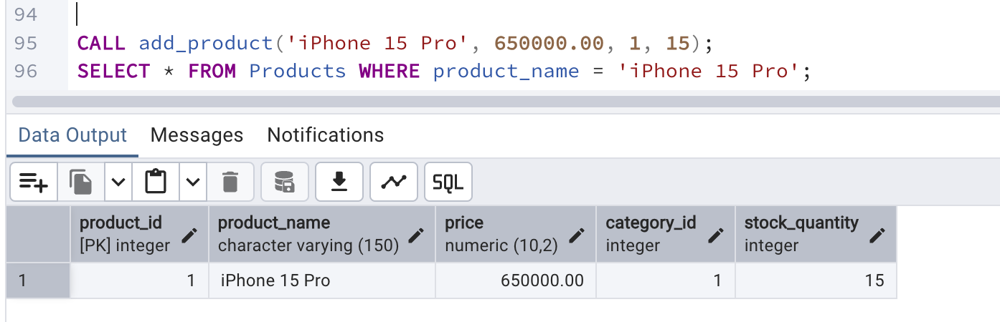 94
95 CALL add_product('iPhone 15 Pro', 650000.00, 1, 15);
96 SELECT * FROM Products WHERE product_name = 'iPhone 15 Pro';
Data Output Messages Notifications
SQL
product_id product_name price category_id stock_quantity
[PK] integer character varying (150) numeric (10,2) integer integer
1 1 iPhone 15 Pro 650000.00 1 15